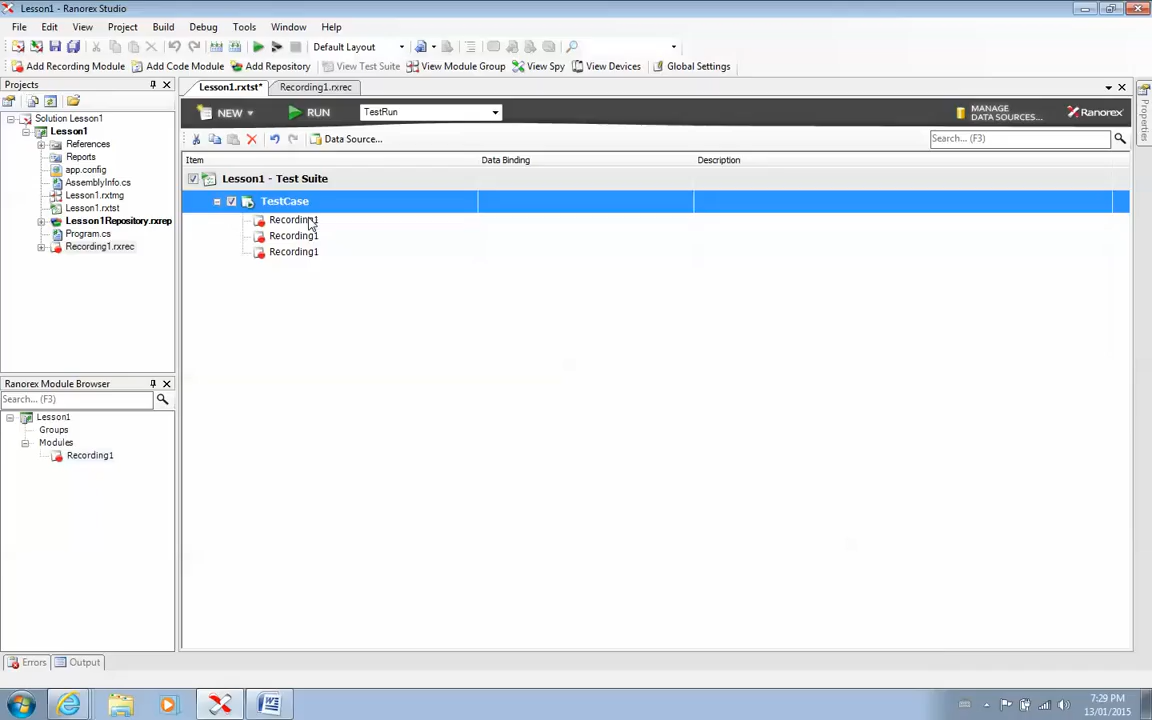 Lesson1 - Ranorex Studio
File Edit View Project Build Debug Tools Window Help
Default Layout
Add Recording Module Add Code Module Add Repository View Test Suite View Module Group View Spy View Devices Global Settings
Projects
Solution Lesson1
Lesson1
References
Reports
app.config
AssemblyInfo.cs
Lesson1.rxtmg
Lesson1.rxtst
Lesson1Repository.rxrep
Program.cs
Recording1.rxrec
Ranorex Module Browser
Search... (F3)
Lesson1
Groups
Modules
Recording1
Lesson1.rxtst* Recording1.rxrec
NEW RUN TestRun MANAGE DATA SOURCES... Ranorex
Data Source... Search... (F3)
Item Data Binding Description
Lesson1 - Test Suite
TestCase
Recording1
Recording1
Recording1
Properties
Errors Output
7:29 PM
13/01/2015